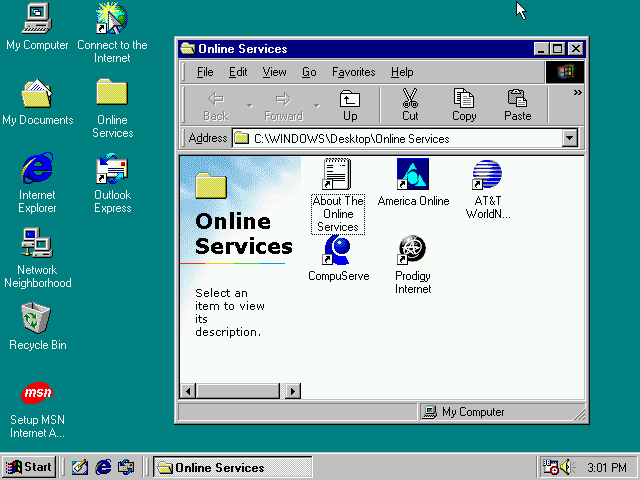 My Computer
Connect to the
Internet
My Documents
Online
Services
Internet
Explorer
Outlook
Express
Network
Neighborhood
Recycle Bin
msn
Setup MSN
Internet A...
Online Services
File Edit View Go Favorites Help
Back Forward Up Cut Copy Paste »
Address C:\WINDOWS\Desktop\Online Services
Online
Services
Select an
item to view
its
description.
About The
Online
Services
America Online
AT&T
WorldN...
CompuServe
Prodigy
Internet
My Computer
Start Online Services 3:01 PM